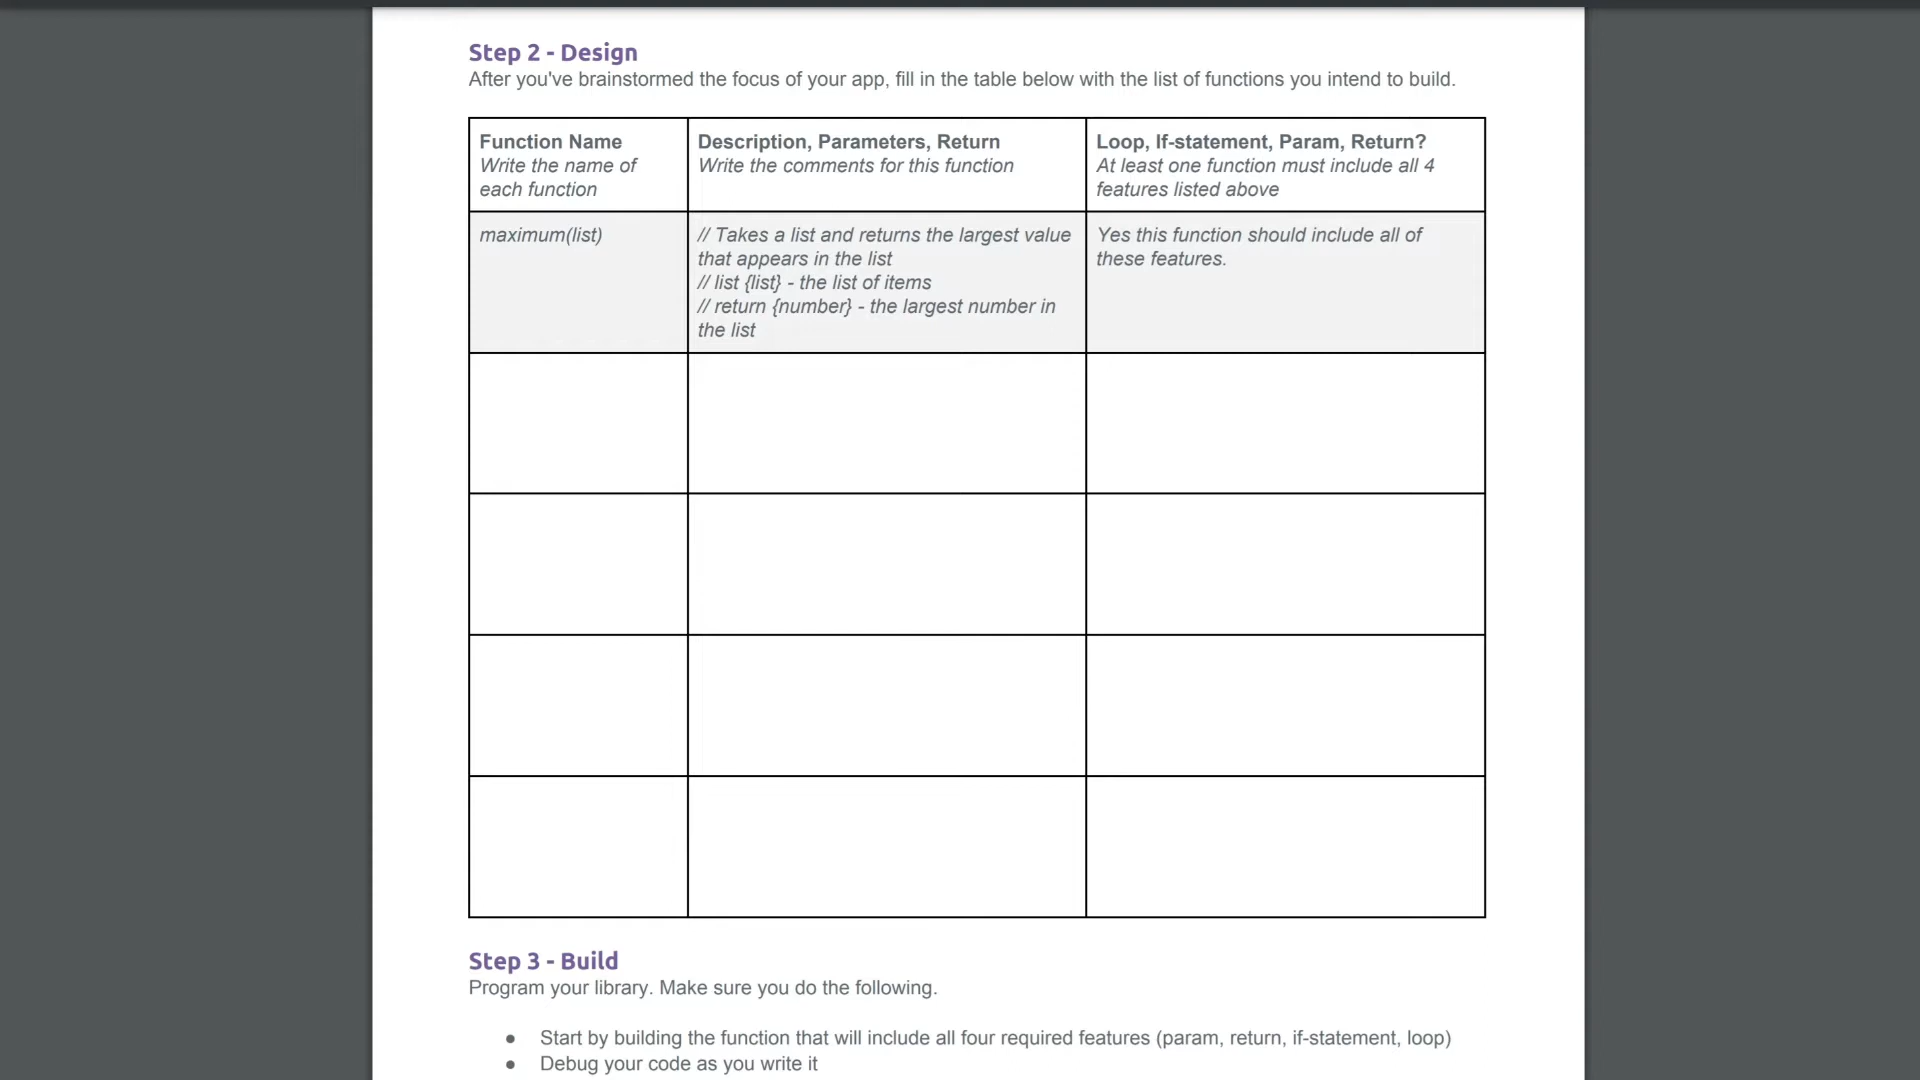 Step 2 - Design
After you've brainstormed the focus of your app, fill in the table below with the list of functions you intend to build.
Function Name
Write the name of
each function
Description, Parameters, Return
Write the comments for this function
Loop, If-statement, Param, Return?
At least one function must include all 4
features listed above
maximum(list)
// Takes a list and returns the largest value
that appears in the list
// list {list} - the list of items
// return {number} - the largest number in
the list
Yes this function should include all of
these features.
Step 3 - Build
Program your library. Make sure you do the following.
● Start by building the function that will include all four required features (param, return, if-statement, loop)
● Debug your code as you write it